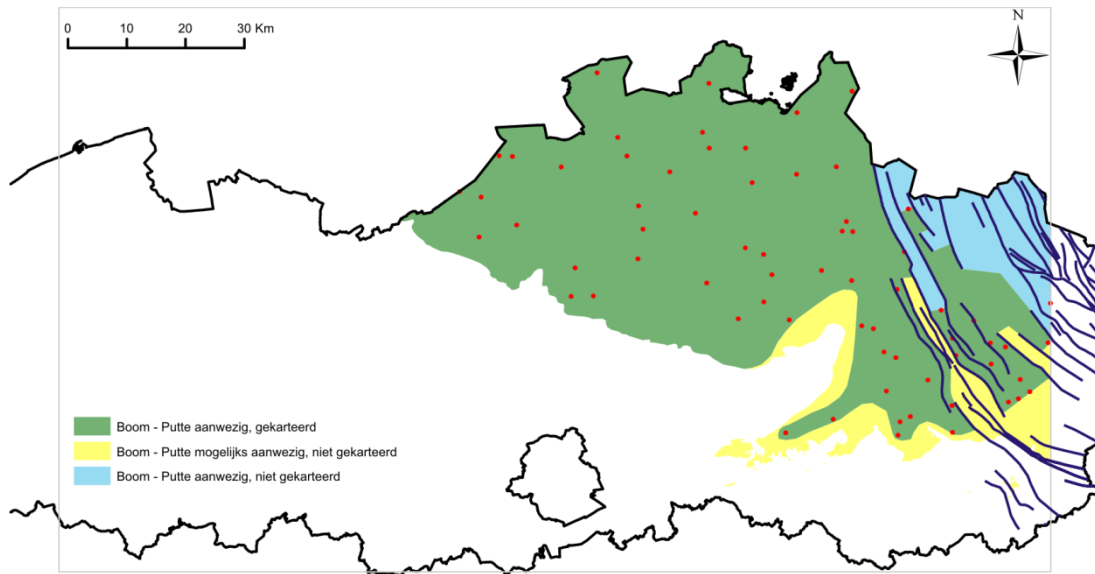 0 10 20 30 Km
N
Boom - Putte aanwezig, gekarteerd
Boom - Putte mogelijks aanwezig, niet gekarteerd
Boom - Putte aanwezig, niet gekarteerd